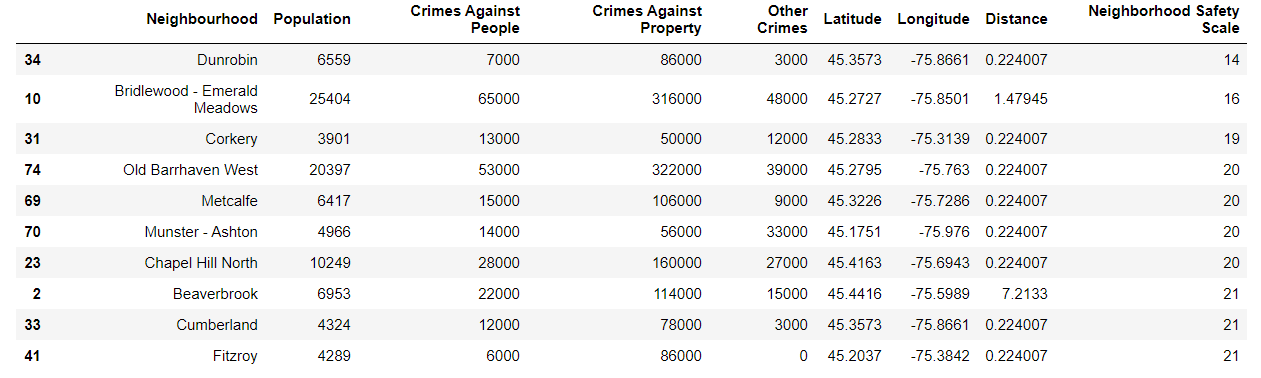 Neighbourhood Population Crimes Against People Crimes Against Property Other Crimes Latitude Longitude Distance Neighborhood Safety Scale
34 Dunrobin 6559 7000 86000 3000 45.3573 -75.8661 0.224007 14
10 Bridlewood - Emerald Meadows 25404 65000 316000 48000 45.2727 -75.8501 1.47945 16
31 Corkery 3901 13000 50000 12000 45.2833 -75.3139 0.224007 19
74 Old Barrhaven West 20397 53000 322000 39000 45.2795 -75.763 0.224007 20
69 Metcalfe 6417 15000 106000 9000 45.3226 -75.7286 0.224007 20
70 Munster - Ashton 4966 14000 56000 33000 45.1751 -75.976 0.224007 20
23 Chapel Hill North 10249 28000 160000 27000 45.4163 -75.6943 0.224007 20
2 Beaverbrook 6953 22000 114000 15000 45.4416 -75.5989 7.2133 21
33 Cumberland 4324 12000 78000 3000 45.3573 -75.8661 0.224007 21
41 Fitzroy 4289 6000 86000 0 45.2037 -75.3842 0.224007 21